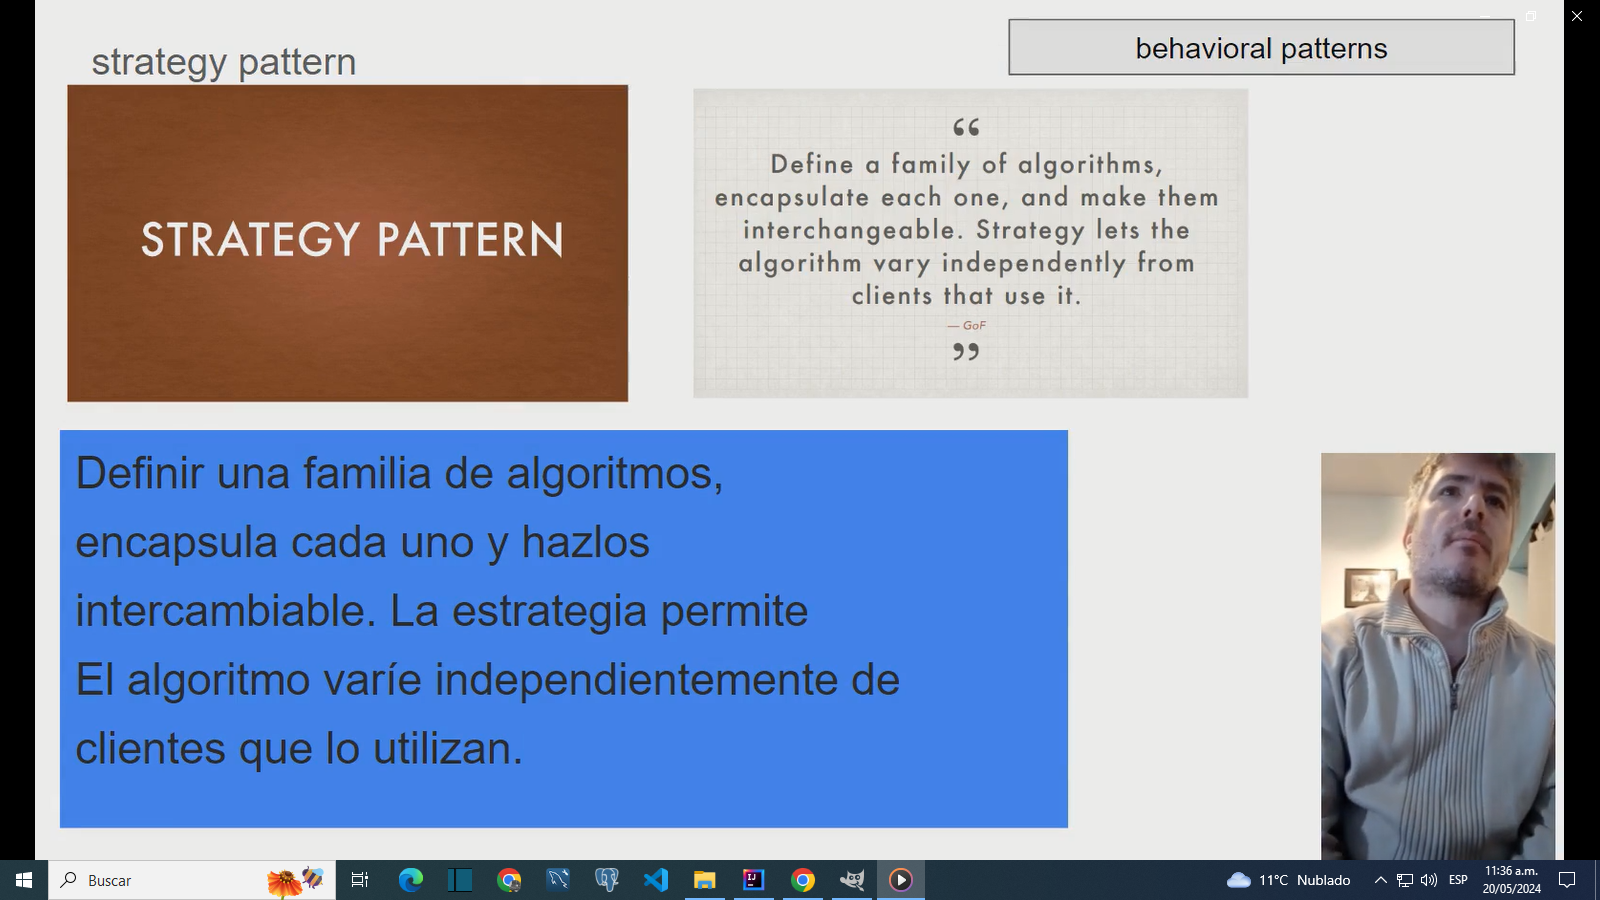 strategy pattern
behavioral patterns
STRATEGY PATTERN
“
Define a family of algorithms,
encapsulate each one, and make them
interchangeable. Strategy lets the
algorithm vary independently from
clients that use it.
— GoF
”
Definir una familia de algoritmos,
encapsula cada uno y hazlos
intercambiable. La estrategia permite
El algoritmo varíe independientemente de
clientes que lo utilizan.
Buscar
11°C Nublado
ESP
11:36 a.m.
20/05/2024